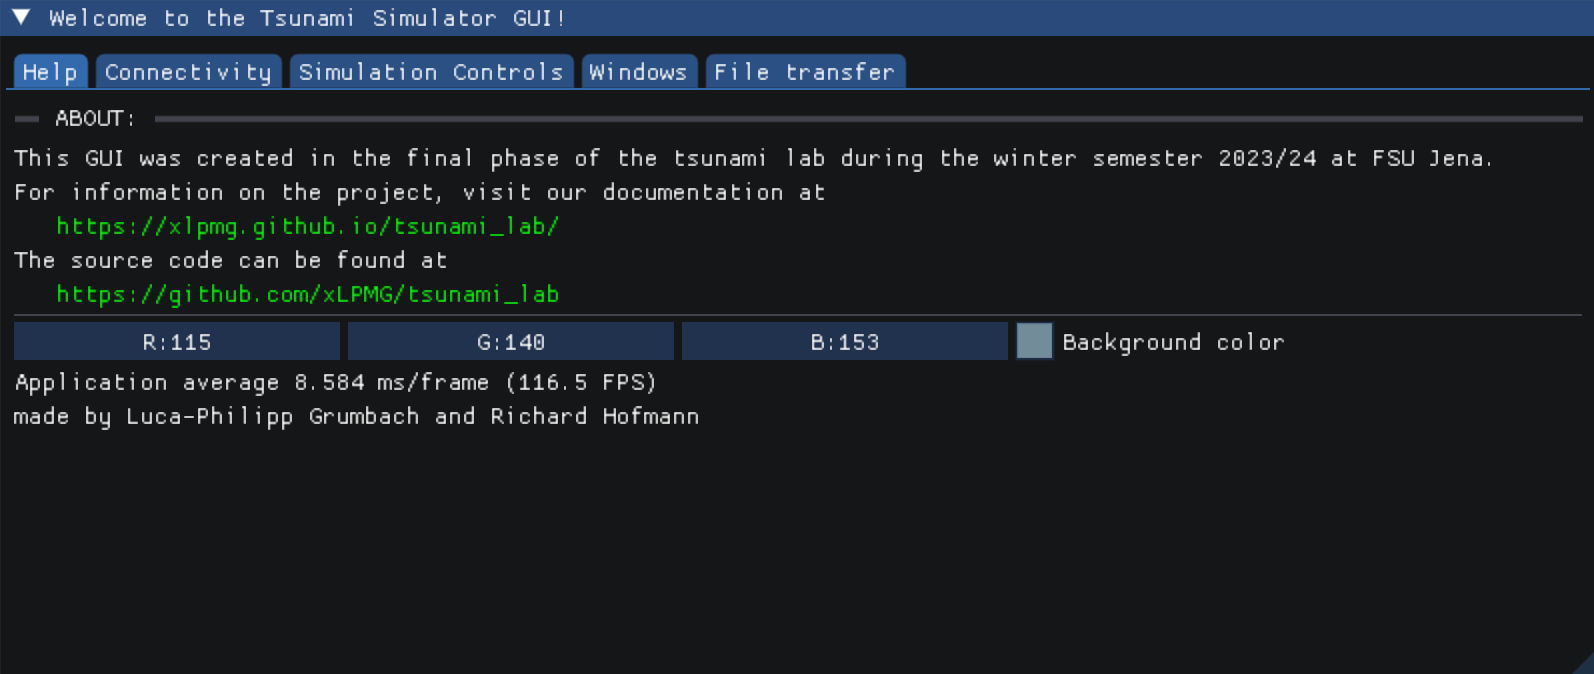 Welcome to the Tsunami Simulator GUI!
Help Connectivity Simulation Controls Windows File transfer
ABOUT:
This GUI was created in the final phase of the tsunami lab during the winter semester 2023/24 at FSU Jena.
For information on the project, visit our documentation at
https://xlpmg.github.io/tsunami_lab/
The source code can be found at
https://github.com/xLPMG/tsunami_lab
R:115 G:140 B:153 Background color
Application average 8.584 ms/frame (116.5 FPS)
made by Luca-Philipp Grumbach and Richard Hofmann